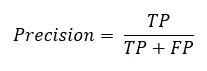 Precision = TP / (TP + FP)